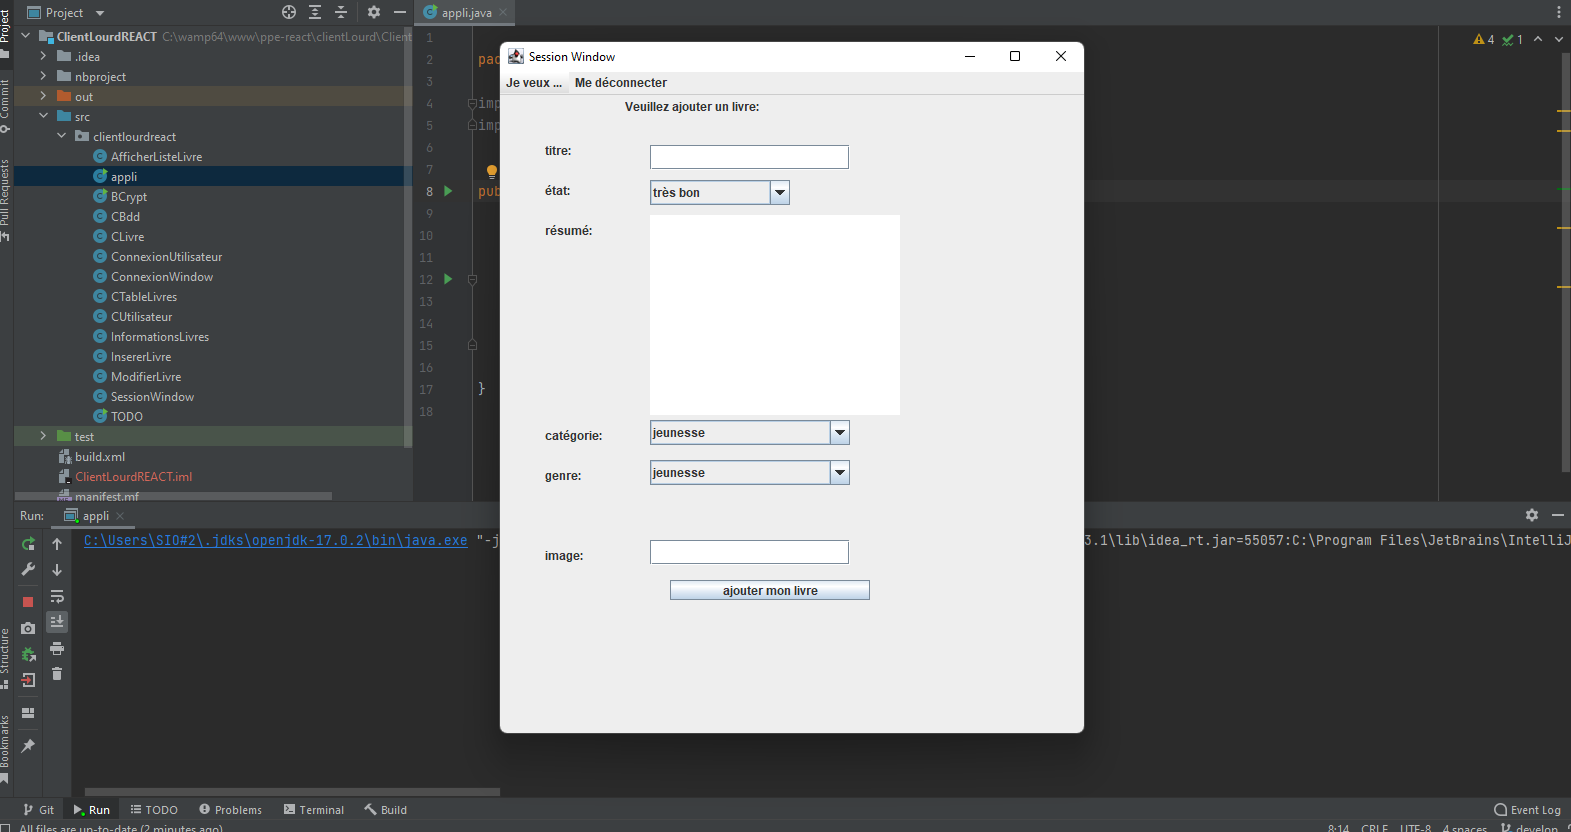 Project
appli.java
ClientLourdREACT C:\wamp64\www\ppe-react\clientLourd\Client
.idea
nbproject
out
src
clientlourdreact
AfficherListeLivre
appli
BCrypt
CBdd
CLivre
ConnexionUtilisateur
ConnexionWindow
CTableLivres
CUtilisateur
InformationsLivres
InsererLivre
ModifierLivre
SessionWindow
TODO
test
build.xml
ClientLourdREACT.iml
manifest.mf
Project
Commit
Pull Requests
Structure
Bookmarks
1
2 pac
3
4 imp
5 imp
6
7
8 pub
9
10
11
12
13
14
15
16
17 }
18
4 1
Session Window
Je veux ... Me déconnecter
Veuillez ajouter un livre:
titre:
état: très bon
résumé:
catégorie: jeunesse
genre: jeunesse
image:
ajouter mon livre
Run: appli
C:\Users\SIO#2\.jdks\openjdk-17.0.2\bin\java.exe "-j
3.1\lib\idea_rt.jar=55057:C:\Program Files\JetBrains\IntelliJ
Git Run TODO Problems Terminal Build Event Log
All files are up-to-date (2 minutes ago) 8:14 CRLF UTF-8 4 spaces develop